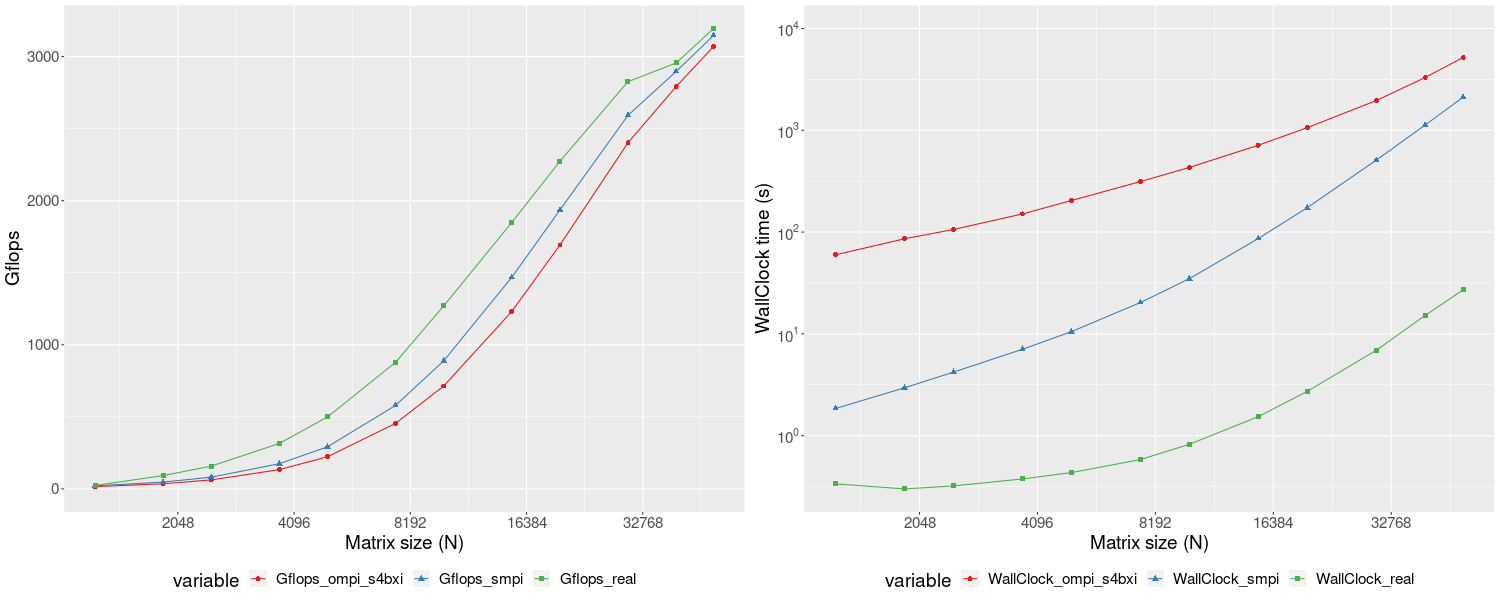 Gflops
3000
2000
1000
0
2048 4096 8192 16384 32768
Matrix size (N)
variable Gflops_ompi_s4bxi Gflops_smpi Gflops_real
WallClock time (s)
10^4
10^3
10^2
10^1
10^0
2048 4096 8192 16384 32768
Matrix size (N)
variable WallClock_ompi_s4bxi WallClock_smpi WallClock_real